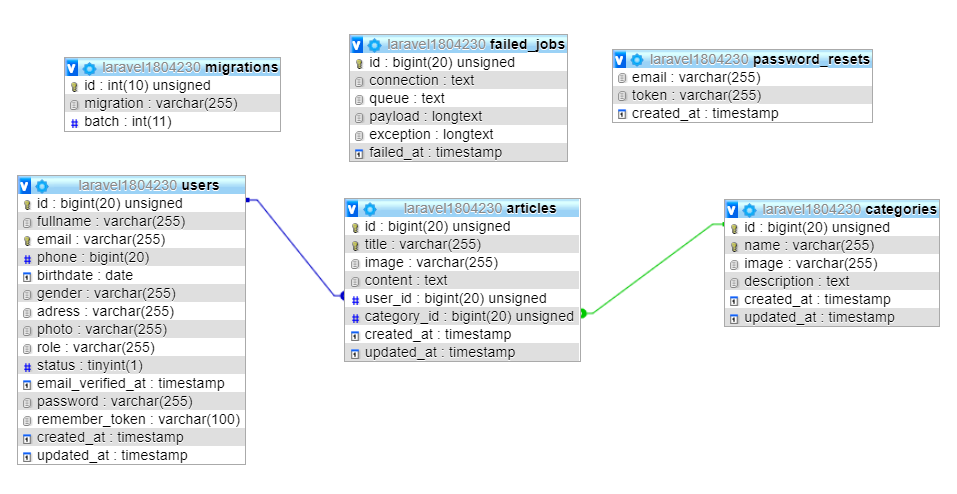 laravel1804230 migrations
id : int(10) unsigned
migration : varchar(255)
batch : int(11)
laravel1804230 failed_jobs
id : bigint(20) unsigned
connection : text
queue : text
payload : longtext
exception : longtext
failed_at : timestamp
laravel1804230 password_resets
email : varchar(255)
token : varchar(255)
created_at : timestamp
laravel1804230 users
id : bigint(20) unsigned
fullname : varchar(255)
email : varchar(255)
phone : bigint(20)
birthdate : date
gender : varchar(255)
adress : varchar(255)
photo : varchar(255)
role : varchar(255)
status : tinyint(1)
email_verified_at : timestamp
password : varchar(255)
remember_token : varchar(100)
created_at : timestamp
updated_at : timestamp
laravel1804230 articles
id : bigint(20) unsigned
title : varchar(255)
image : varchar(255)
content : text
user_id : bigint(20) unsigned
category_id : bigint(20) unsigned
created_at : timestamp
updated_at : timestamp
laravel1804230 categories
id : bigint(20) unsigned
name : varchar(255)
image : varchar(255)
description : text
created_at : timestamp
updated_at : timestamp